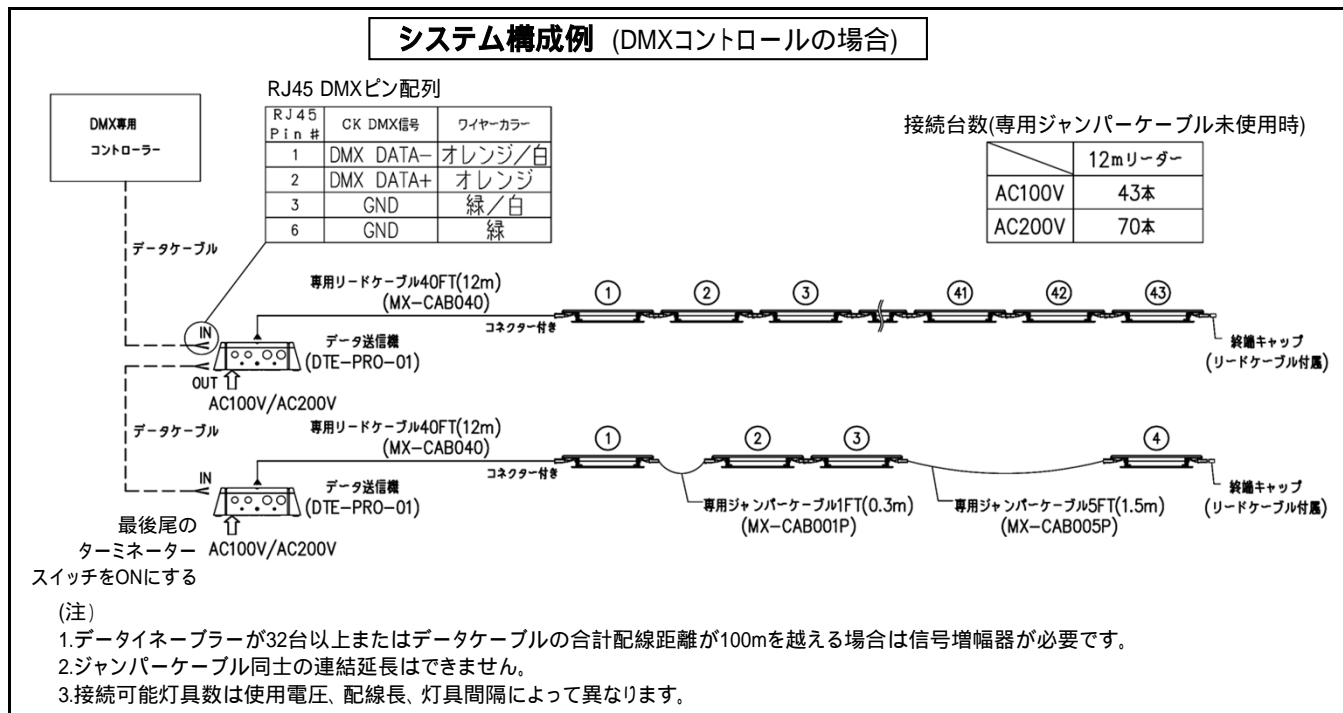 システム構成例 (DMXコントロールの場合)
RJ45 DMXピン配列
RJ45 Pin # CK DMX信号 ワイヤーカラー
1 DMX DATA- オレンジ/白
2 DMX DATA+ オレンジ
3 GND 緑/白
6 GND 緑
DMX専用
コントローラー
接続台数(専用ジャンパーケーブル未使用時)
12mリーダー
AC100V 43本
AC200V 70本
データケーブル
専用リードケーブル40FT(12m)
(MX-CAB040)
① ② ③ ㊶ ㊷ ㊸
コネクター付き
IN
データ送信機
(DTE-PRO-01)
終端キャップ
(リードケーブル付属)
OUT
AC100V/AC200V
データケーブル
専用リードケーブル40FT(12m)
(MX-CAB040)
① ② ③ ④
コネクター付き
IN
データ送信機
(DTE-PRO-01)
専用ジャンパーケーブル1FT(0.3m)
(MX-CAB001P)
専用ジャンパーケーブル5FT(1.5m)
(MX-CAB005P)
終端キャップ
(リードケーブル付属)
AC100V/AC200V
最後尾の
ターミネーター
スイッチをONにする
(注)
1.データイネーブラーが32台以上またはデータケーブルの合計配線距離が100mを越える場合は信号増幅器が必要です。
2.ジャンパーケーブル同士の連結延長はできません。
3.接続可能灯具数は使用電圧、配線長、灯具間隔によって異なります。